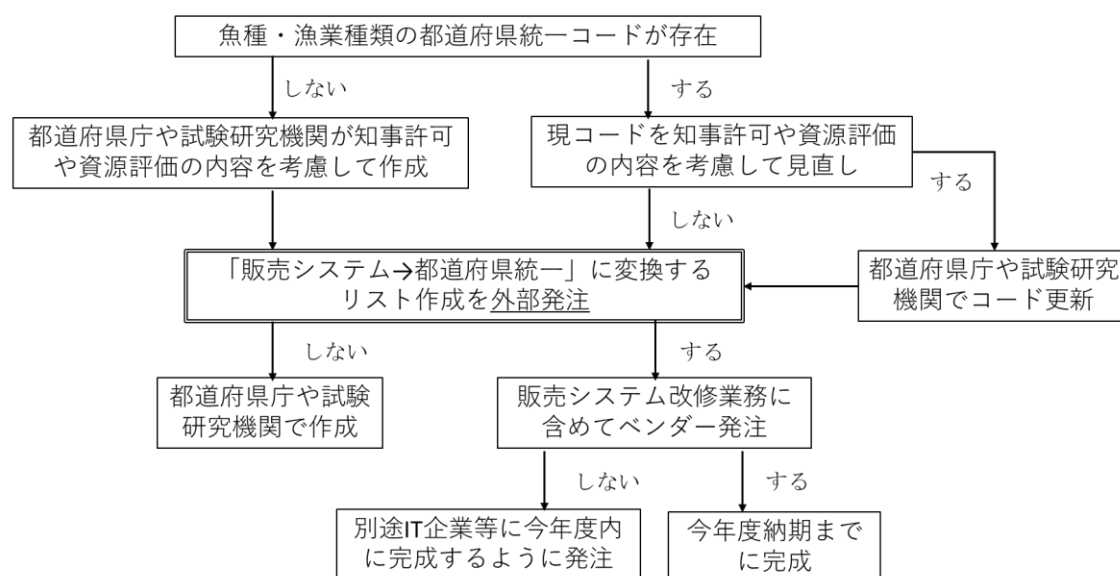 魚種・漁業種類の都道府県統一コードが存在
しない
する
都道府県庁や試験研究機関が知事許可
や資源評価の内容を考慮して作成
現コードを知事許可や資源評価
の内容を考慮して見直し
する
しない
「販売システム→都道府県統一」に変換する
リスト作成を外部発注
都道府県庁や試験研究
機関でコード更新
しない
する
都道府県庁や試験
研究機関で作成
販売システム改修業務に
含めてベンダー発注
しない
する
別途IT企業等に今年度内
に完成するように発注
今年度納期まで
に完成